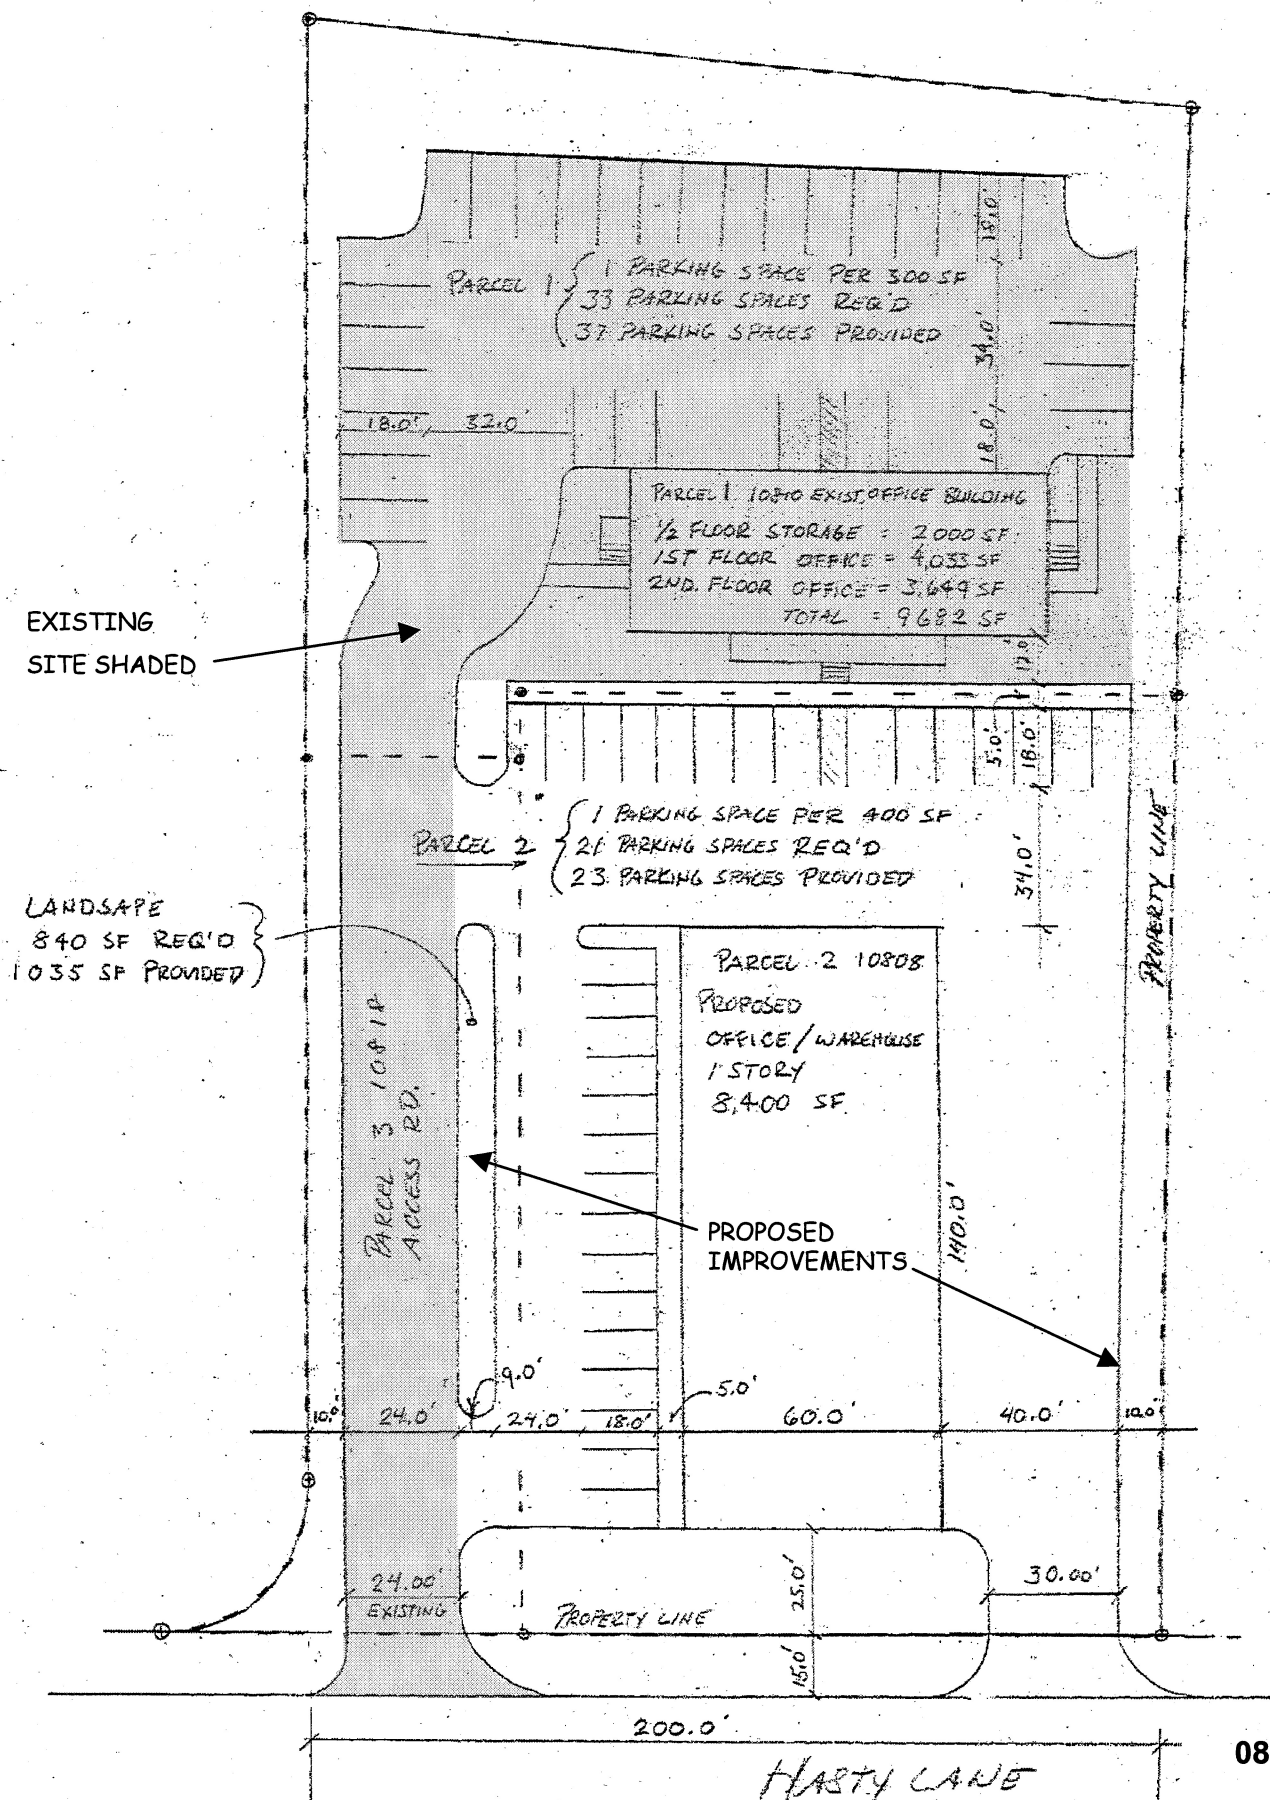 18.0'
PARCEL 1 { 1 PARKING SPACE PER 300 SF
33 PARKING SPACES REQ'D
37 PARKING SPACES PROVIDED
34.0'
18.0' 32.0'
18.0'
PARCEL 1 10810 EXIST. OFFICE BUILDING
1/2 FLOOR STORAGE = 2000 SF
1ST FLOOR OFFICE = 4,033 SF
2ND. FLOOR OFFICE = 3,649 SF
TOTAL = 9682 SF
EXISTING
SITE SHADED
5.0'
18.0'
PARCEL 2 { 1 PARKING SPACE PER 400 SF
21 PARKING SPACES REQ'D
23 PARKING SPACES PROVIDED
34.0'
PROPERTY LINE
LANDSAPE
840 SF REQ'D
1035 SF PROVIDED
PARCEL 2 10808
PROPOSED
OFFICE/WAREHOUSE
1 STORY
8,400 SF.
PARCEL 3
ACCESS RD.
PROPOSED
IMPROVEMENTS
140.0'
9.0'
5.0'
10.0' 24.0' 24.0' 18.0' 60.0' 40.0' 10.0'
24.00'
EXISTING
25.0'
30.00'
PROPERTY LINE
15.0'
200.0'
HASTY LANE
08